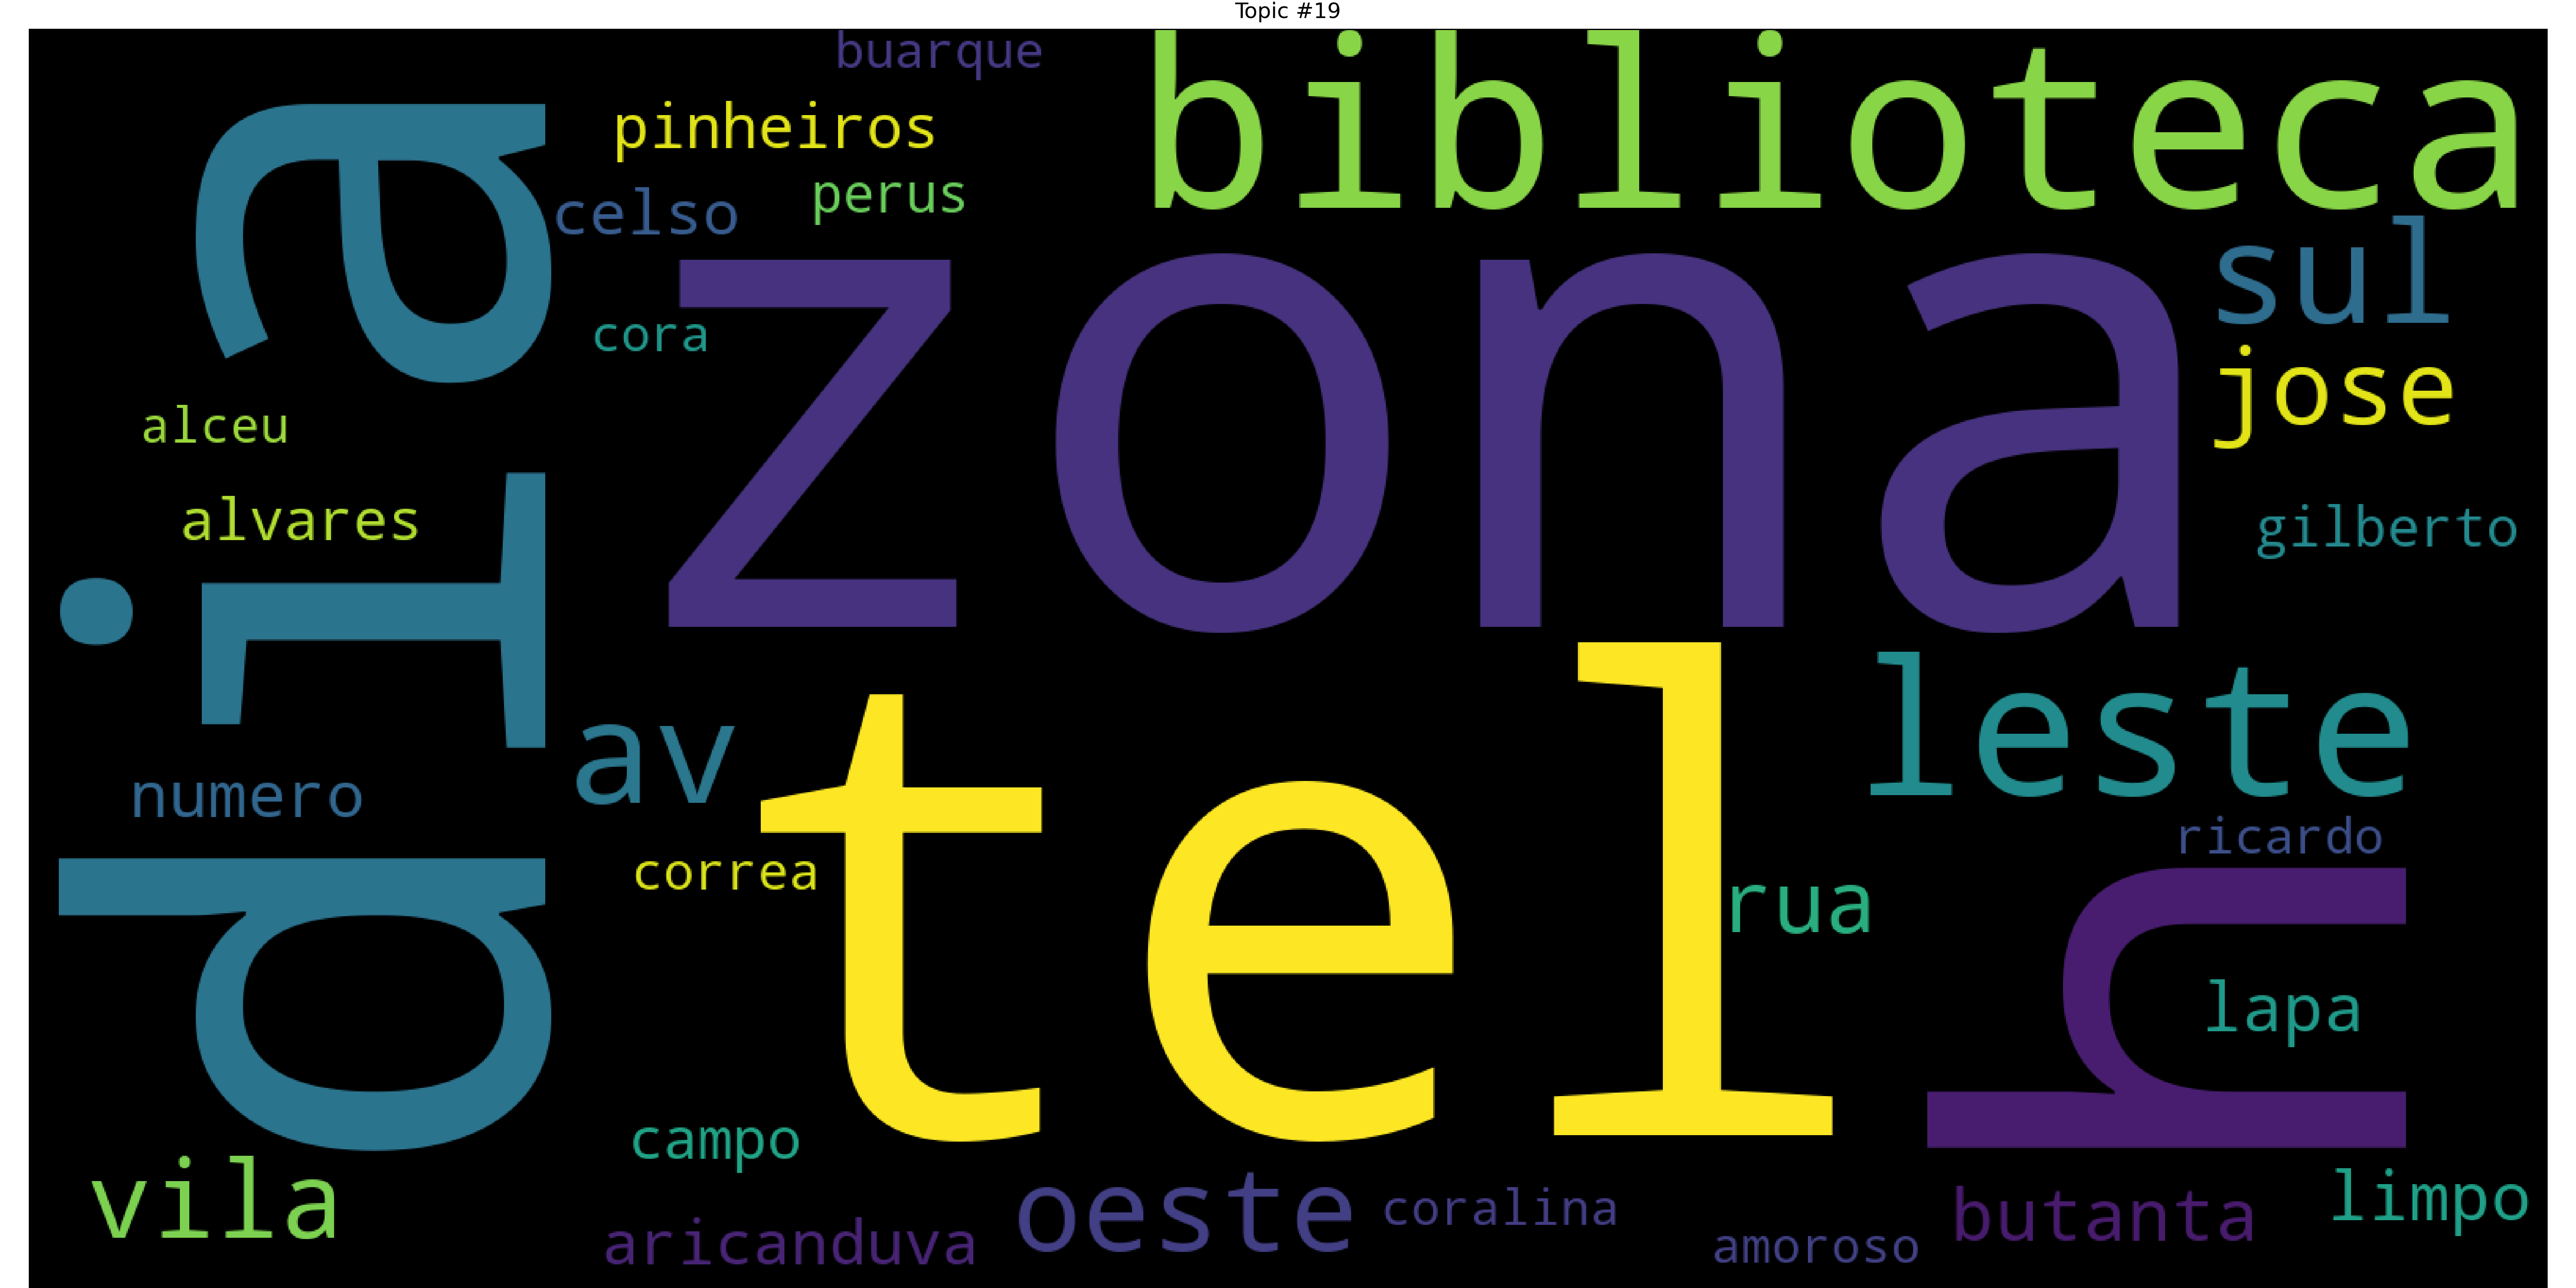 Topic #19
buarque
biblioteca
pinheiros
celso
perus
dia
zona
sul
cora
jose
alceu
alvares
gilberto
tel
leste
av
numero
correa
rua
ricardo
h
lapa
campo
vila
aricanduva
oeste
coralina
amoroso
butanta
limpo